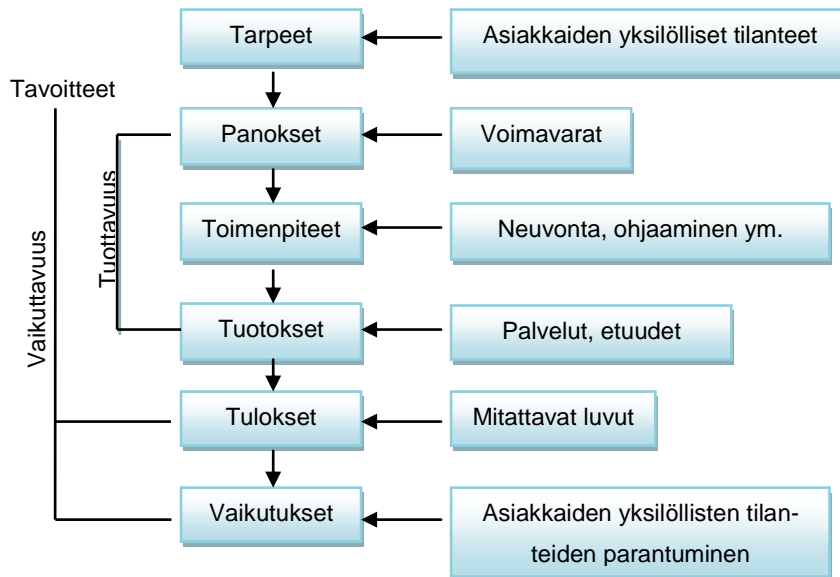 Tarpeet
Asiakkaiden yksilölliset tilanteet
Tavoitteet
Panokset
Voimavarat
Tuottavuus
Toimenpiteet
Neuvonta, ohjaaminen ym.
Vaikuttavuus
Tuotokset
Palvelut, etuudet
Tulokset
Mitattavat luvut
Vaikutukset
Asiakkaiden yksilöllisten tilan-
teiden parantuminen